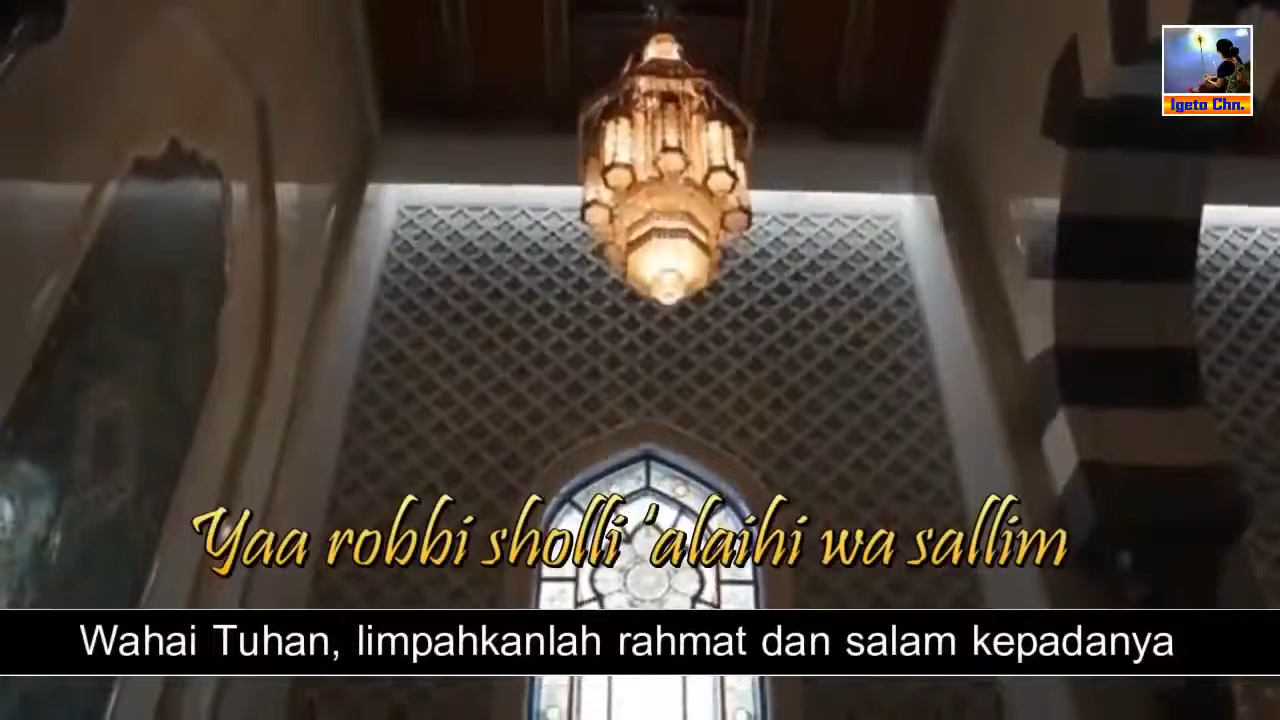 Igeto Chn.
Yaa robbi sholli 'alaihi wa sallim
Wahai Tuhan, limpahkanlah rahmat dan salam kepadanya